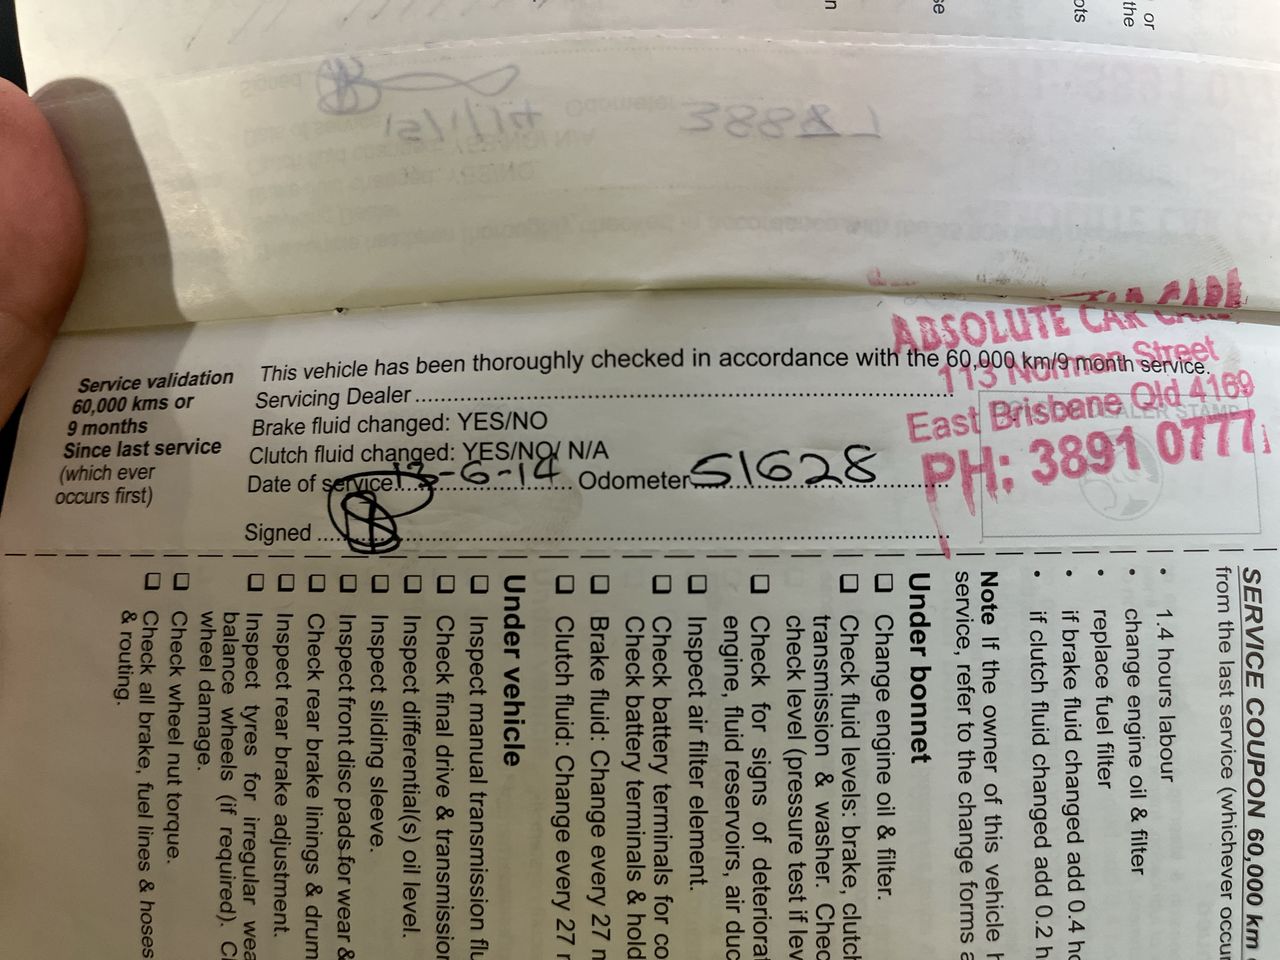 Service validation
60,000 kms or
9 months
Since last service
(which ever
occurs first)
This vehicle has been thoroughly checked in accordance with the 60,000 km/9 month service.
Servicing Dealer
Brake fluid changed: YES/NO
Clutch fluid changed: YES/NO/ N/A
Date of service 13-6-14 Odometer 51628
Signed
ABSOLUTE CAR CARE
113 Norman Street
East Brisbane Qld 4169
PH: 3891 0777
DEALER STAMP
SERVICE COUPON 60,000 km
from the last service (whichever occur
• 1.4 hours labour
• change engine oil & filter
• replace fuel filter
• if brake fluid changed add 0.4 ho
• if clutch fluid changed add 0.2 h
Note If the owner of this vehicle h
service, refer to the change forms a
Under bonnet
❑ Change engine oil & filter.
❑ Check fluid levels: brake, clutch
transmission & washer. Chec
check level (pressure test if lev
❑ Check for signs of deteriorat
engine, fluid reservoirs, air duc
❑ Inspect air filter element.
❑ Check battery terminals for co
Check battery terminals & hold
❑ Brake fluid: Change every 27 m
❑ Clutch fluid: Change every 27 m
Under vehicle
❑ Inspect manual transmission flu
❑ Check final drive & transmission
❑ Inspect differential(s) oil level.
❑ Inspect sliding sleeve.
❑ Inspect front disc pads for wear &
❑ Check rear brake linings & drum
❑ Inspect rear brake adjustment.
❑ Inspect tyres for irregular wea
balance wheels (if required). C
wheel damage.
❑ Check wheel nut torque.
❑ Check all brake, fuel lines & hoses
& routing.